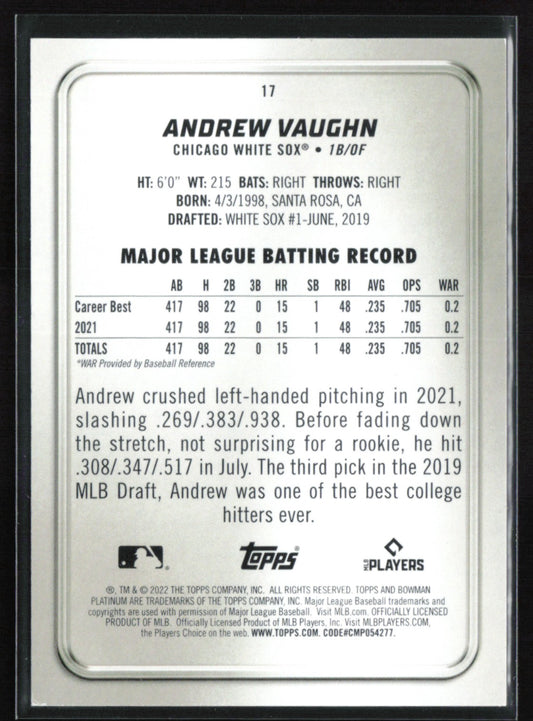 17
ANDREW VAUGHN
CHICAGO WHITE SOX® • 1B/OF
HT: 6'0" WT: 215 BATS: RIGHT THROWS: RIGHT
BORN: 4/3/1998, SANTA ROSA, CA
DRAFTED: WHITE SOX #1-JUNE, 2019
MAJOR LEAGUE BATTING RECORD
AB H 2B 3B HR SB RBI AVG OPS WAR
Career Best 417 98 22 0 15 1 48 .235 .705 0.2
2021 417 98 22 0 15 1 48 .235 .705 0.2
TOTALS 417 98 22 0 15 1 48 .235 .705 0.2
*WAR Provided by Baseball Reference
Andrew crushed left-handed pitching in 2021,
slashing .269/.383/.938. Before fading down
the stretch, not surprising for a rookie, he hit
.308/.347/.517 in July. The third pick in the 2019
MLB Draft, Andrew was one of the best college
hitters ever.
Topps MLB PLAYERS
®, TM & © 2022 THE TOPPS COMPANY, INC. ALL RIGHTS RESERVED. TOPPS AND BOWMAN
PLATINUM ARE TRADEMARKS OF THE TOPPS COMPANY, INC. Major League Baseball trademarks and
copyrights are used with permission of Major League Baseball. Visit MLB.com. OFFICIALLY LICENSED
PRODUCT OF MLB. Officially Licensed Product of MLB Players, Inc. Visit MLBPLAYERS.COM,
the Players Choice on the web. WWW.TOPPS.COM. CODE#CMP054277.